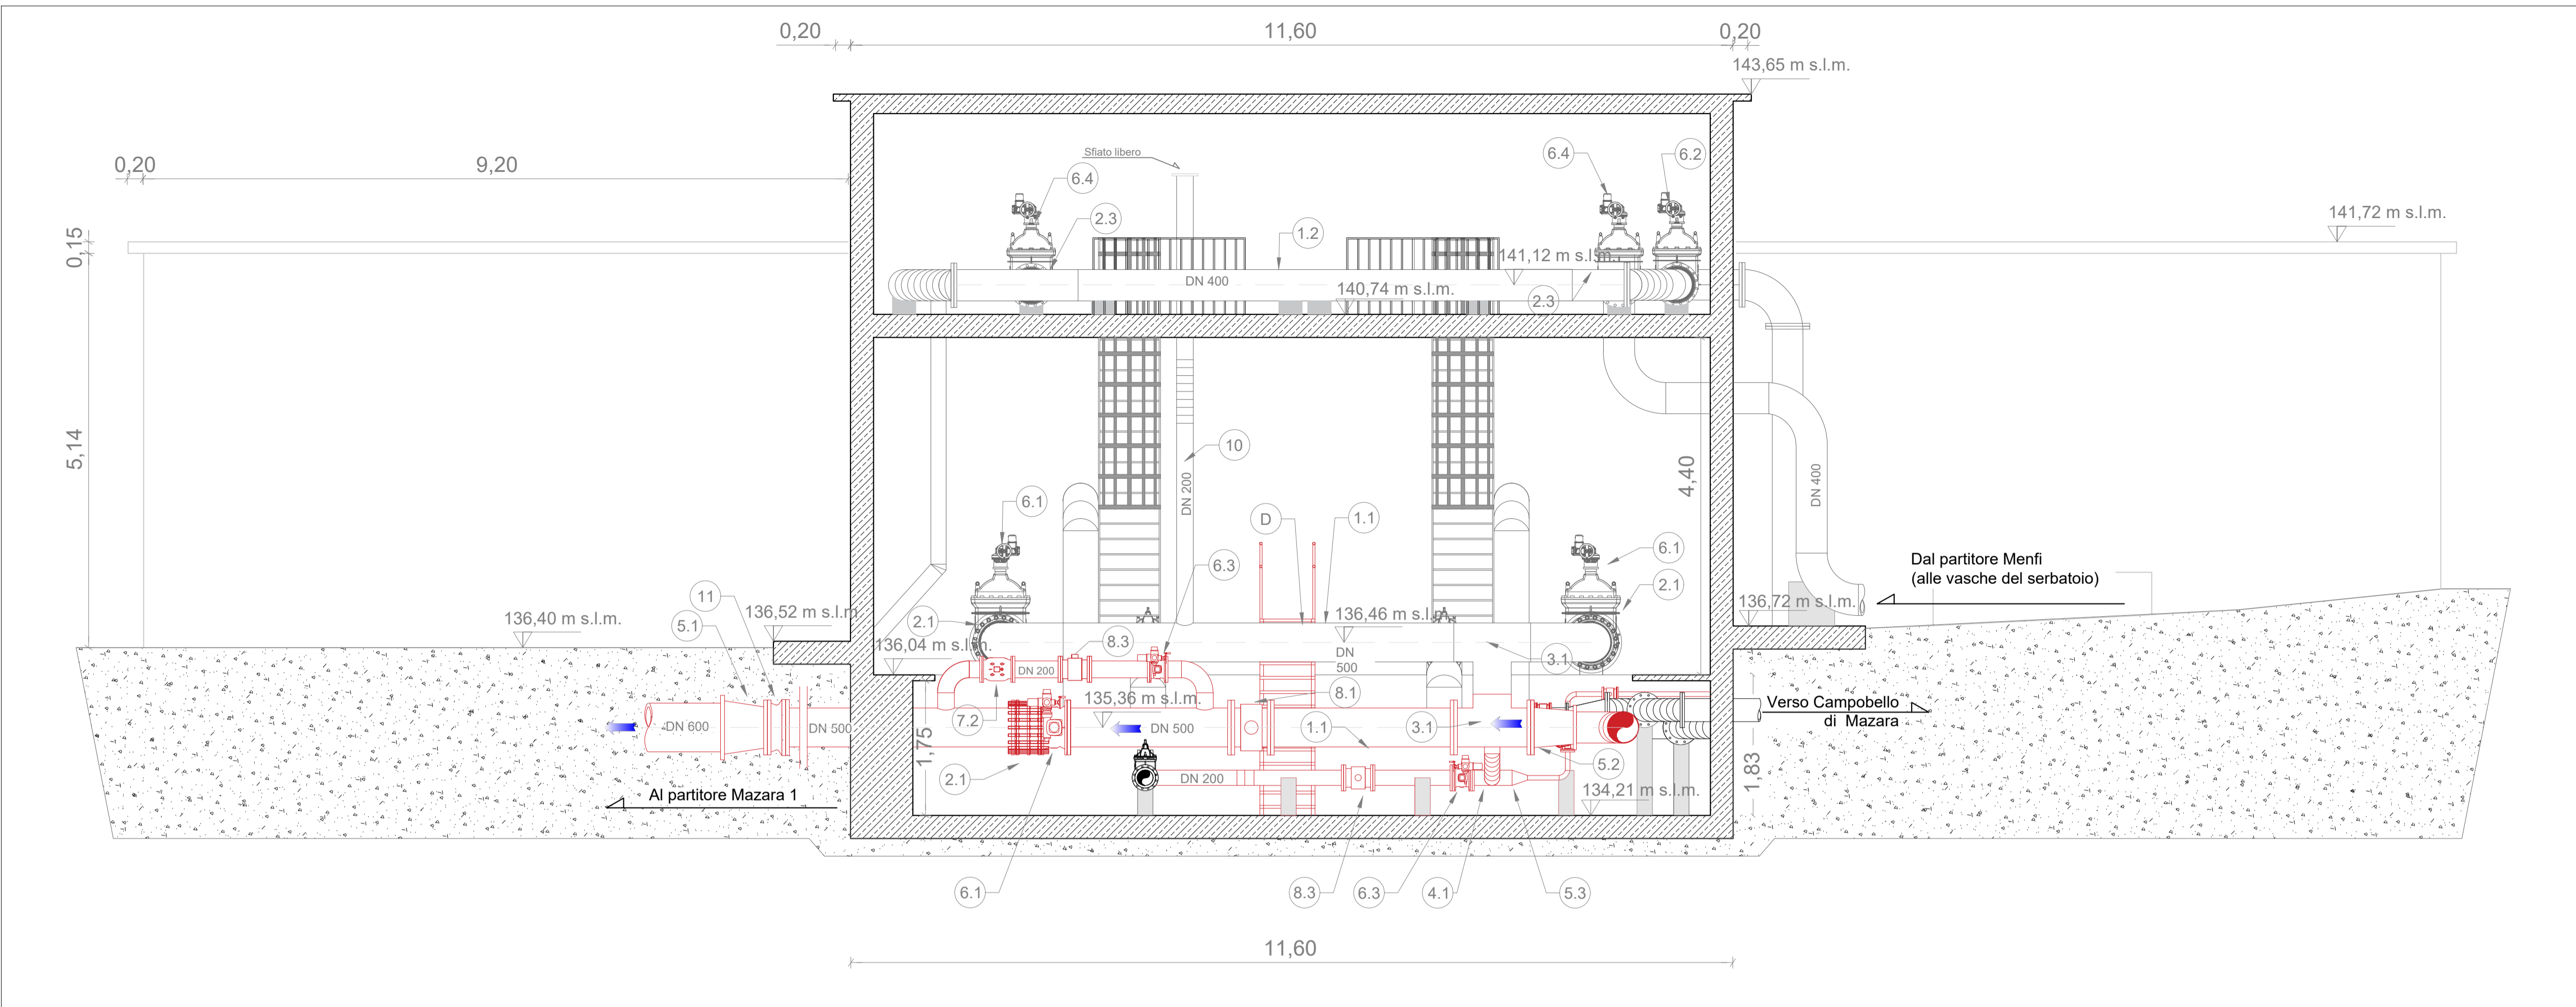 0,20
11,60
0,20
143,65 m s.l.m.
0,20
9,20
Sfiato libero
6.4
6.4
6.2
2.3
1.2
141,72 m s.l.m.
0,15
141,12 m s.l.m.
DN 400
140,74 m s.l.m.
2.3
5,14
10
4,40
DN 400
DN 200
6.1
D
1.1
6.1
6.3
2.1
Dal partitore Menfi
(alle vasche del serbatoio)
11
5.1
136,40 m s.l.m.
136,52 m s.l.m.
2.1
136,46 m s.l.m.
136,72 m s.l.m.
136,04 m s.l.m.
8.3
DN
500
3.1
DN 200
8.1
135,36 m s.l.m.
7.2
DN 600
DN 500
DN 500
1.1
3.1
Verso Campobello
di Mazara
1,75
2.1
5.2
DN 200
1,83
134,21 m s.l.m.
Al partitore Mazara 1
6.1
8.3
6.3
4.1
5.3
11,60